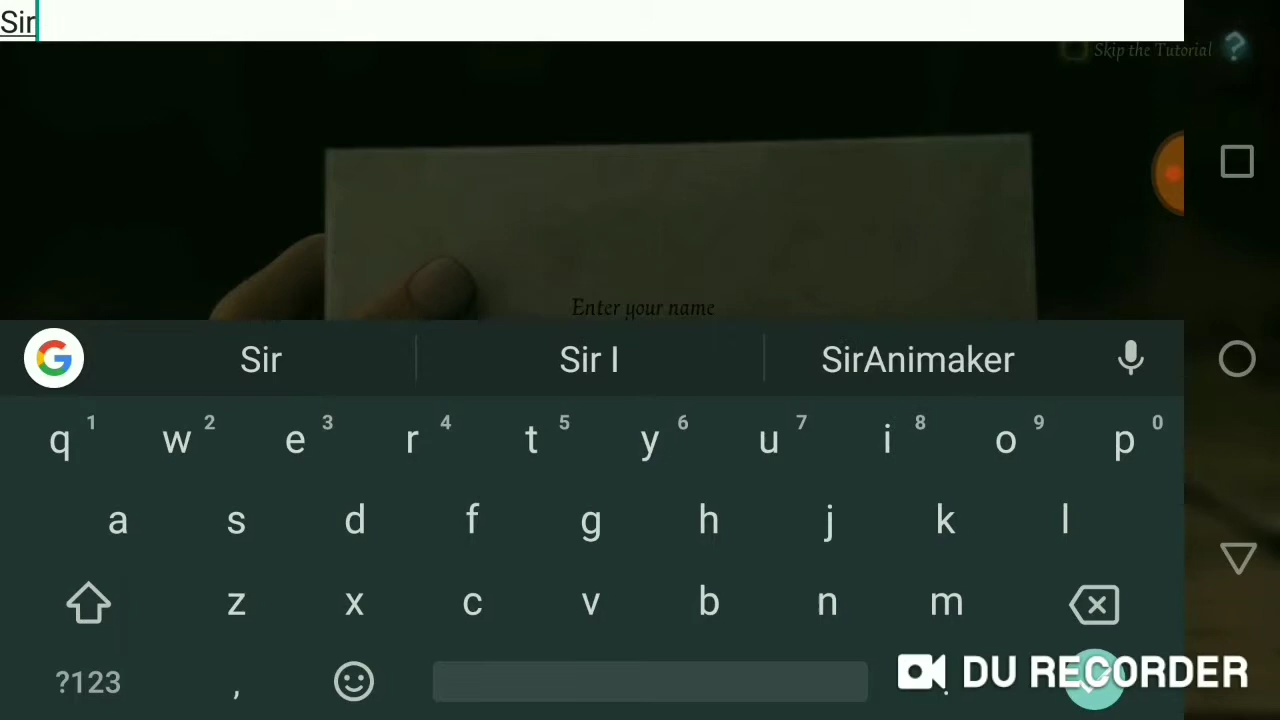 Sir
Skip the Tutorial ?
Enter your name
G Sir Sir I SirAnimaker
q 1 w 2 e 3 r 4 t 5 y 6 u 7 i 8 o 9 p 0
a s d f g h j k l
z x c v b n m
?123 , .
DU RECORDER